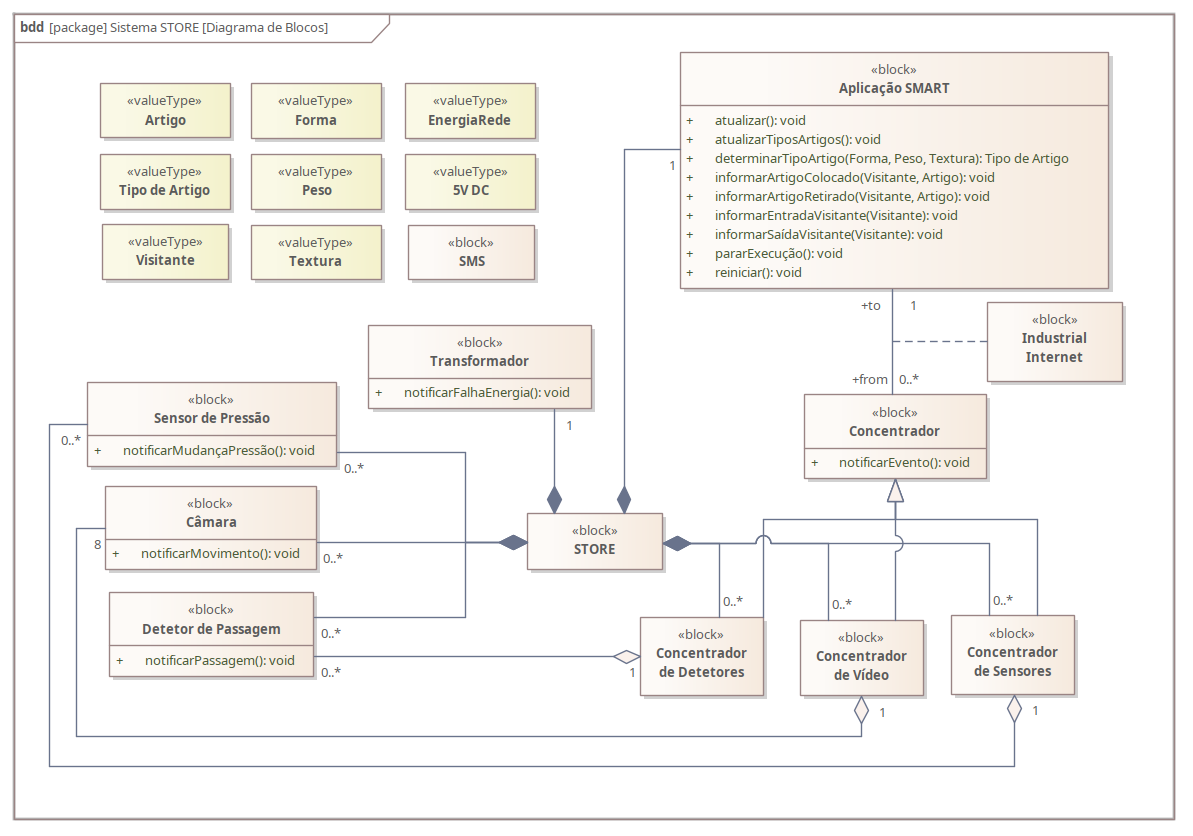 bdd [package] Sistema STORE [Diagrama de Blocos]
«valueType»
Artigo
«valueType»
Forma
«valueType»
EnergiaRede
«valueType»
Tipo de Artigo
«valueType»
Peso
«valueType»
5V DC
«valueType»
Visitante
«valueType»
Textura
«block»
SMS
«block»
Aplicação SMART
+ atualizar(): void
+ atualizarTiposArtigos(): void
+ determinarTipoArtigo(Forma, Peso, Textura): Tipo de Artigo
+ informarArtigoColocado(Visitante, Artigo): void
+ informarArtigoRetirado(Visitante, Artigo): void
+ informarEntradaVisitante(Visitante): void
+ informarSaídaVisitante(Visitante): void
+ pararExecução(): void
+ reiniciar(): void
1
+to 1
«block»
Industrial
Internet
+from 0..*
«block»
Concentrador
+ notificarEvento(): void
«block»
Transformador
+ notificarFalhaEnergia(): void
1
«block»
Sensor de Pressão
+ notificarMudançaPressão(): void
0..*
0..*
«block»
Câmara
+ notificarMovimento(): void
8
0..*
«block»
STORE
«block»
Detetor de Passagem
+ notificarPassagem(): void
0..*
0..*
0..*
0..*
0..*
«block»
Concentrador
de Detetores
1
«block»
Concentrador
de Vídeo
1
«block»
Concentrador
de Sensores
1